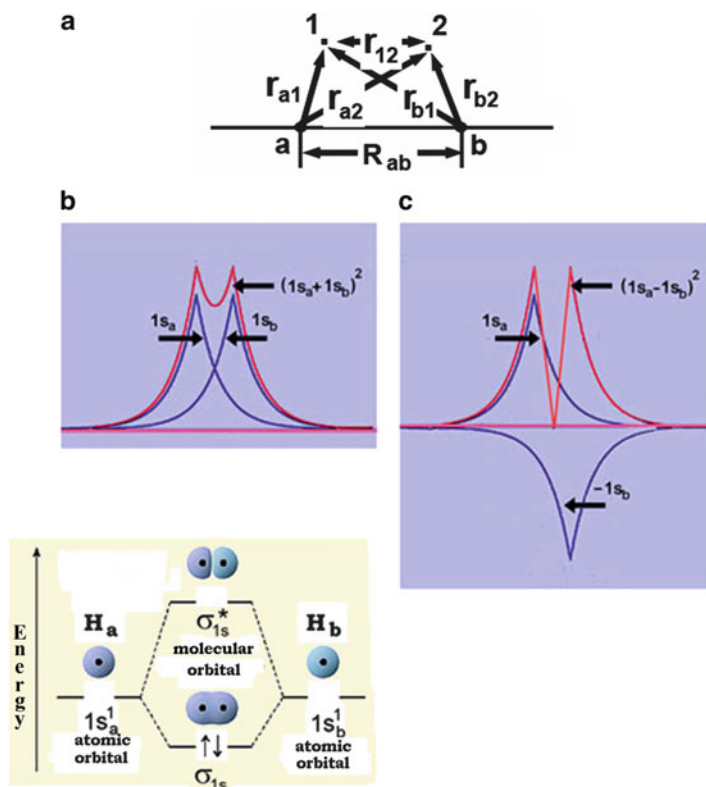 a
1 2
r12
ra1 ra2 rb1 rb2
a b
Rab
b
(1sa+1sb)²
1sa 1sb
c
(1sa-1sb)²
1sa
-1sb
Energy
σ*1s
Ha Hb
molecular
orbital
1s¹a 1s¹b
atomic atomic
orbital orbital
↑↓
σ1s